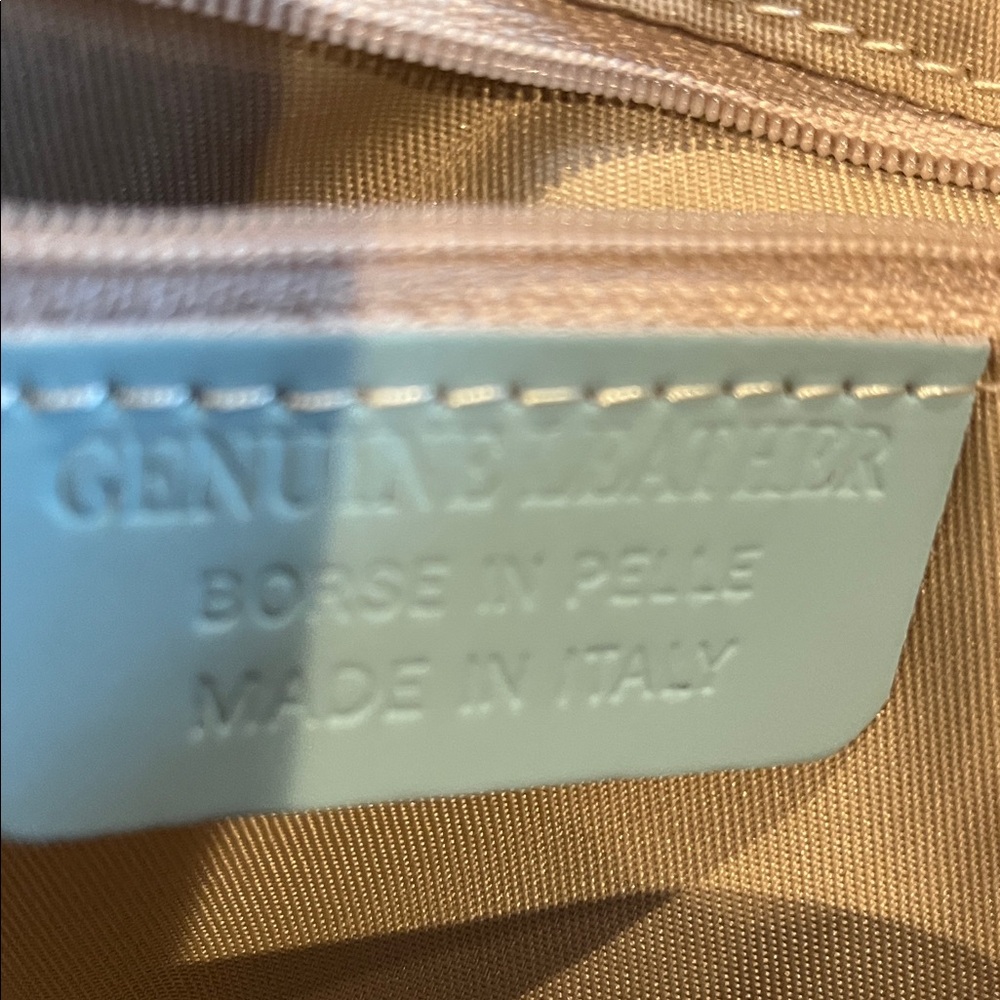 GENUINE LEATHER
BORSE IN PELLE
MADE IN ITALY